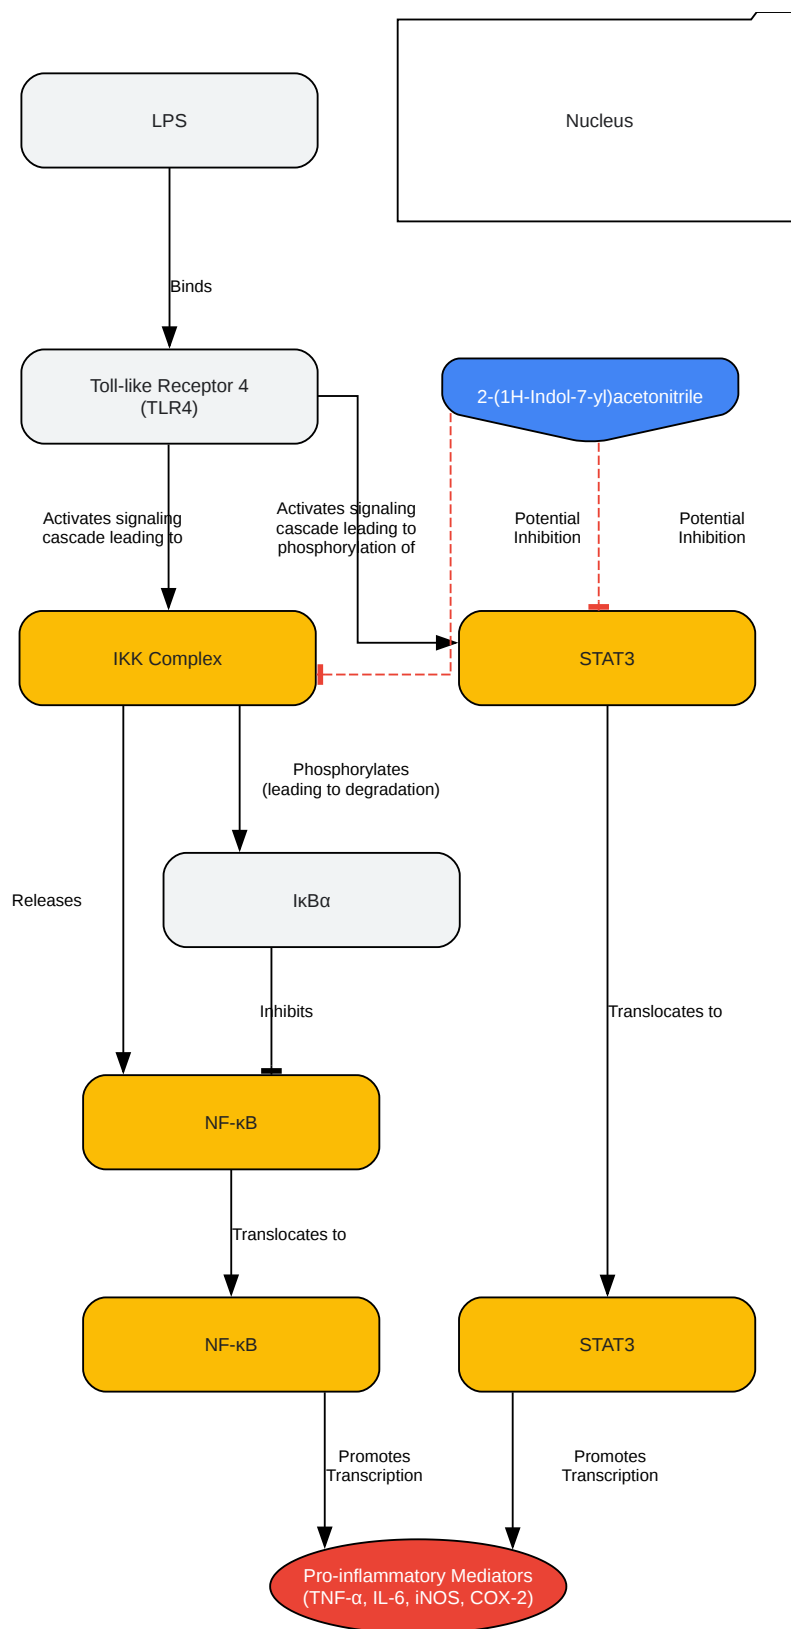 LPS
Nucleus
Binds
Toll-like Receptor 4
(TLR4)
2-(1H-Indol-7-yl)acetonitrile
Activates signaling
cascade leading to
Activates signaling
cascade leading to
phosphorylation of
Potential
Inhibition
Potential
Inhibition
IKK Complex
STAT3
Phosphorylates
(leading to degradation)
Releases
IκBα
Inhibits
Translocates to
NF-κB
Translocates to
NF-κB
STAT3
Promotes
Transcription
Promotes
Transcription
Pro-inflammatory Mediators
(TNF-α, IL-6, iNOS, COX-2)